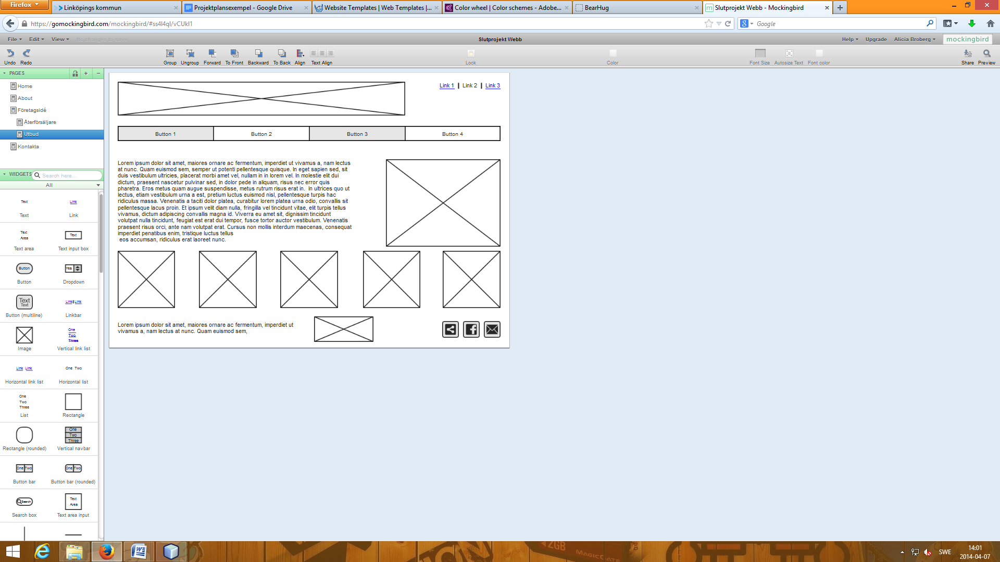 Firefox
Linköpings kommun
Projektplansexempel - Google Drive
Website Templates | Web Templates |...
Color wheel | Color schemes - Adobe...
BearHug
Slutprojekt Webb - Mockingbird
https://gomockingbird.com/mockingbird/#ss4l4ql/vCUkl1
Google
File Edit View No changes to save
Slutprojekt Webb
Help Upgrade Alicia Broberg mockingbird
Undo Redo
Group Ungroup Forward To Front Backward To Back Align Text Align
Lock
Color
Font Size Autosize Text Font color
Share Preview
PAGES
Home
About
Företagsidé
Återförsäljare
Utbud
Kontakta
WIDGETS
Search here...
All
Text Link
Text Link
Text Area Text
Text area Text input box
Button Yes
Button Dropdown
Text Text Link Link
Button (multiline) Linkbar
One Two Three
Image Vertical link list
Link Link One Two
Horizontal link list Horizontal list
One Two Three
List Rectangle
One Two Three
Rectangle (rounded) Vertical navbar
One Two One Two
Button bar Button bar (rounded)
Search Text Area
Search box Text area input
Link 1 | Link 2 | Link 3
Button 1 Button 2 Button 3 Button 4
Lorem ipsum dolor sit amet, maiores ornare ac fermentum, imperdiet ut vivamus a, nam lectus
at nunc. Quam euismod sem, semper ut potenti pellentesque quisque. In eget sapien sed, sit
duis vestibulum ultricies, placerat morbi amet vel, nullam in in lorem vel. In molestie elit dui
dictum, praesent nascetur pulvinar sed, in dolor pede in aliquam, risus nec error quis
pharetra. Eros metus quam augue suspendisse, metus rutrum risus erat in. In ultrices quo ut
lectus, etiam vestibulum urna a est, pretium luctus euismod nisl, pellentesque turpis hac
ridiculus massa. Venenatis a taciti dolor platea, curabitur lorem platea urna odio, convallis sit
pellentesque lacus proin. Et ipsum velit diam nulla, fringilla vel tincidunt vitae, elit turpis tellus
vivamus, dictum adipiscing convallis magna id. Viverra eu amet sit, dignissim tincidunt
volutpat nulla tincidunt, feugiat est erat dui tempor, fusce tortor auctor vestibulum. Venenatis
praesent risus orci, ante nam volutpat erat. Cursus non mollis interdum maecenas, consequat
imperdiet penatibus enim, tristique luctus tellus
eos accumsan, ridiculus erat laoreet nunc.
Lorem ipsum dolor sit amet, maiores ornare ac fermentum, imperdiet ut
vivamus a, nam lectus at nunc. Quam euismod sem,
ZGB
MAGICGATE
SWE
14:01
2014-04-07